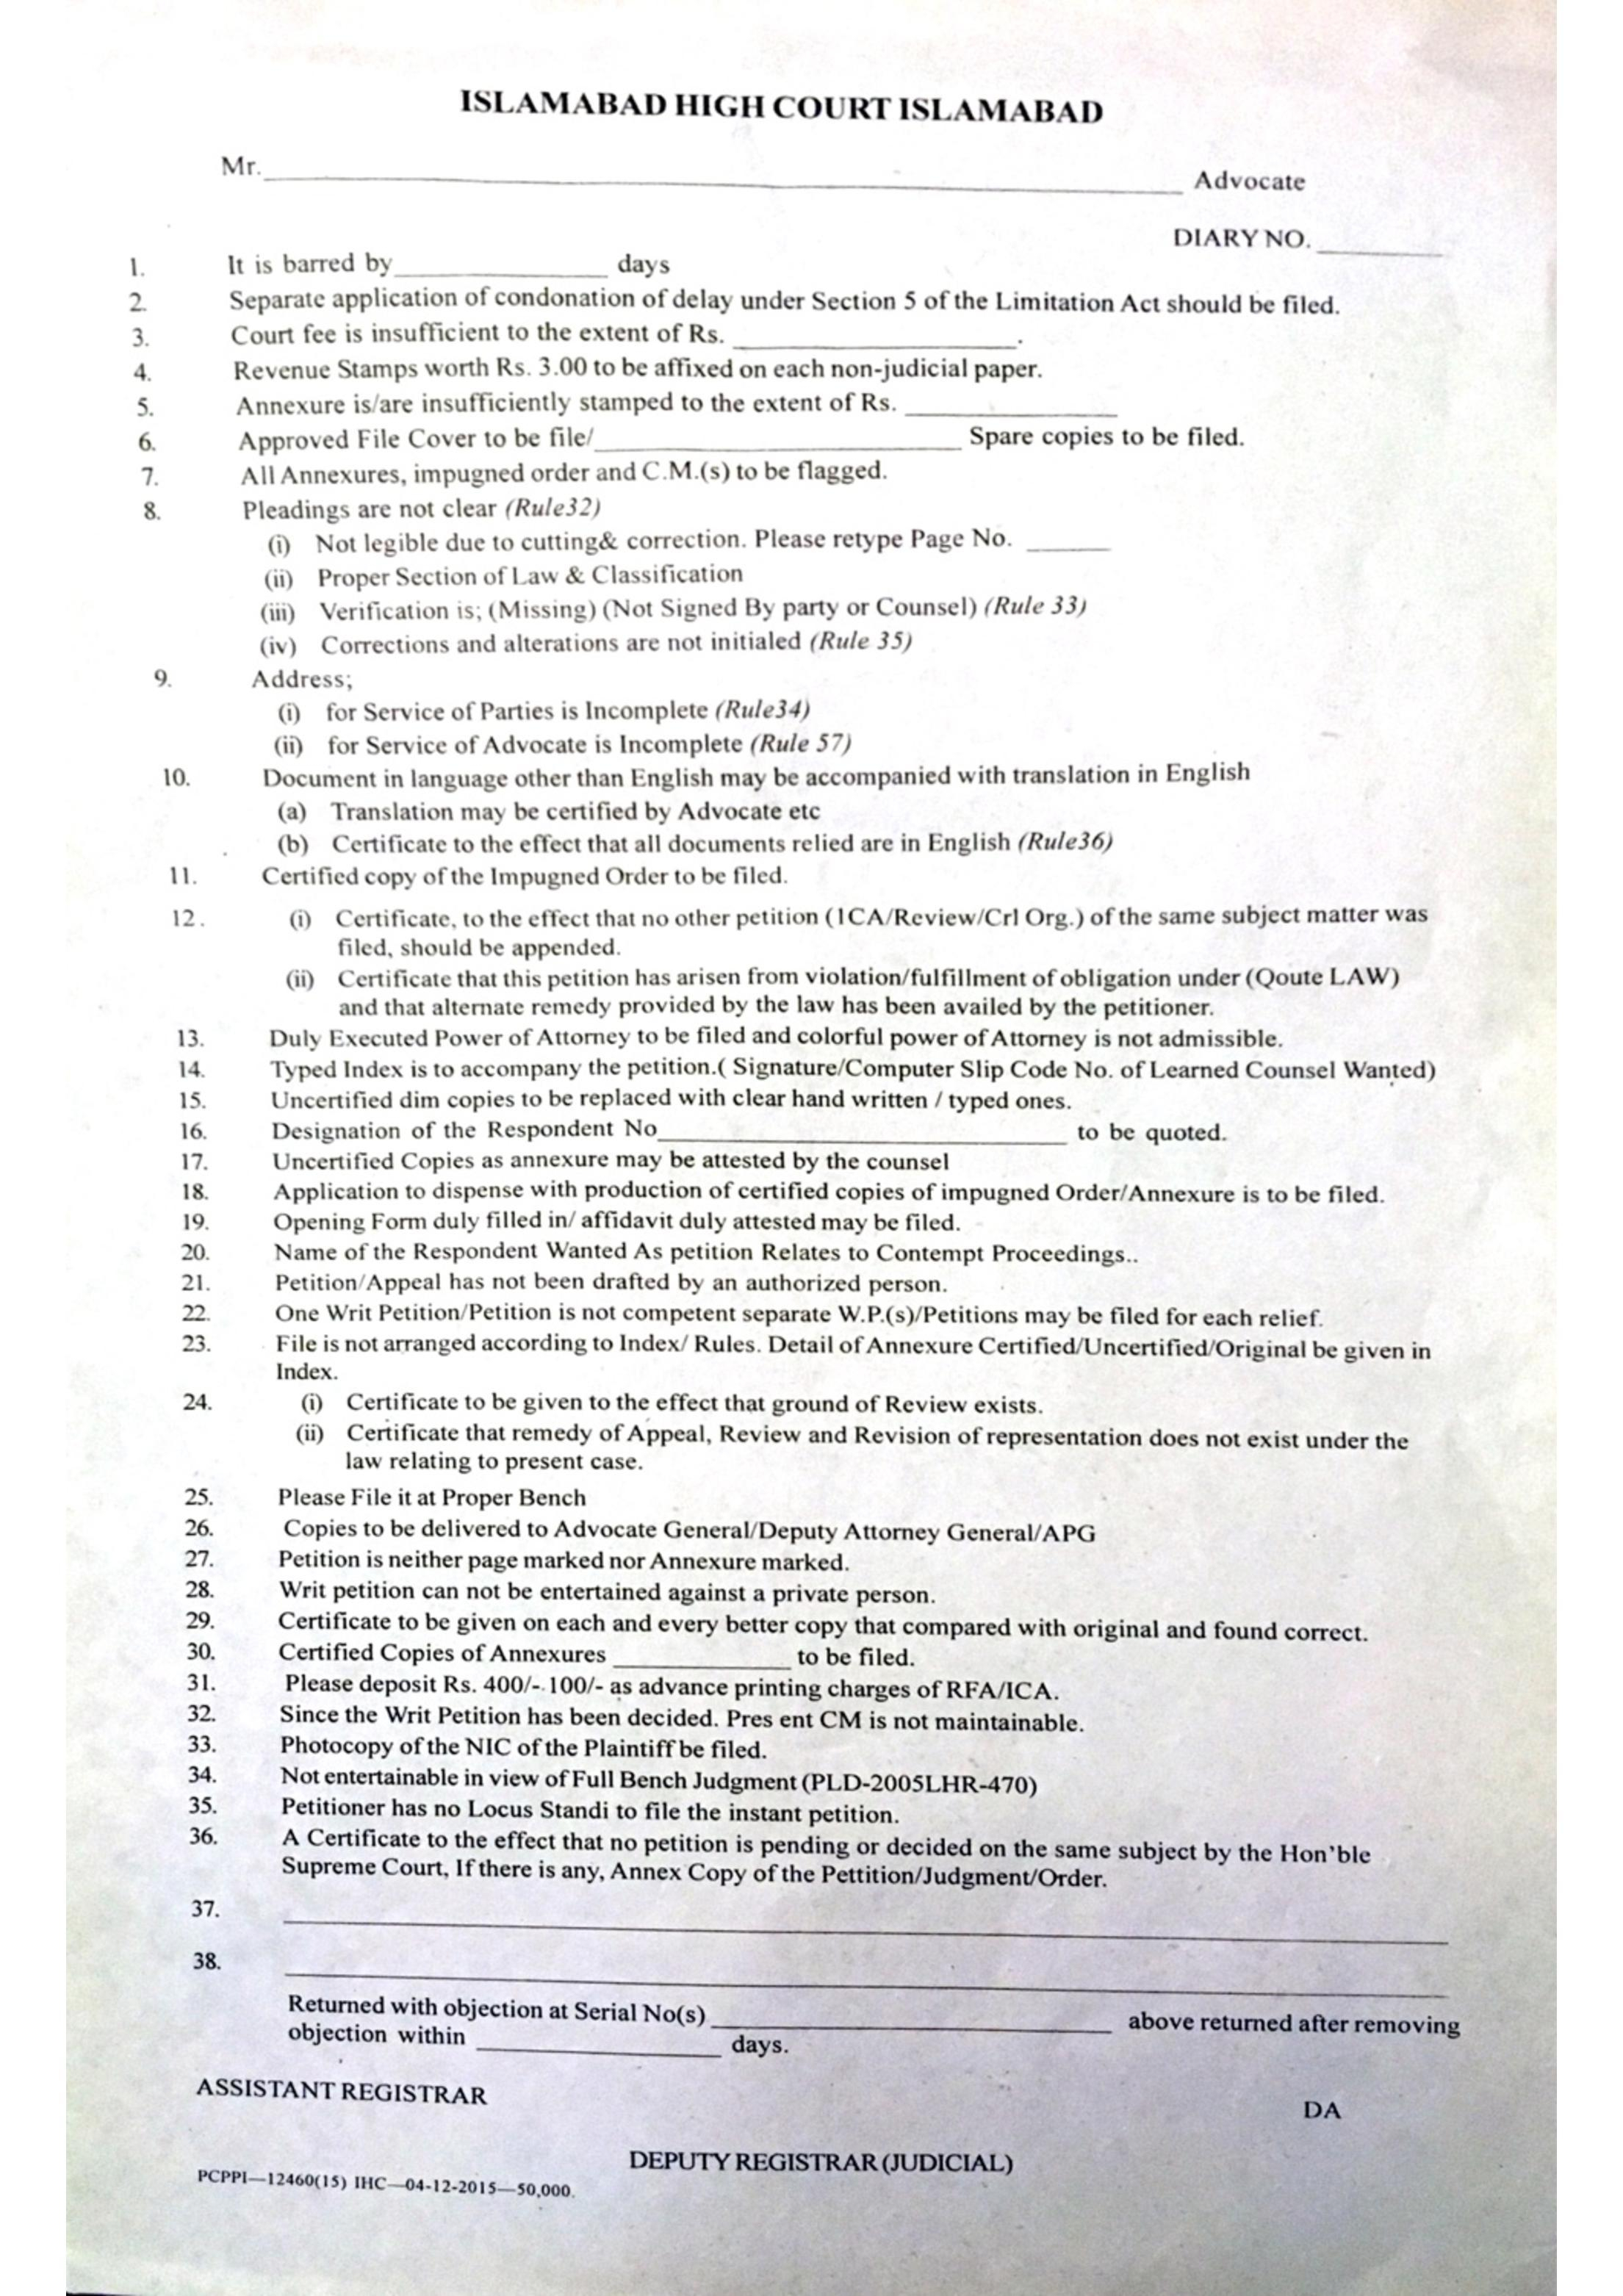 ISLAMABAD HIGH COURT ISLAMABAD
Mr.____________________ Advocate
DIARY NO. ________
1. It is barred by____________ days
2. Separate application of condonation of delay under Section 5 of the Limitation Act should be filed.
3. Court fee is insufficient to the extent of Rs. ________________.
4. Revenue Stamps worth Rs. 3.00 to be affixed on each non-judicial paper.
5. Annexure is/are insufficiently stamped to the extent of Rs. ____________
6. Approved File Cover to be file/____________________ Spare copies to be filed.
7. All Annexures, impugned order and C.M.(s) to be flagged.
8. Pleadings are not clear (Rule32)
(i) Not legible due to cutting& correction. Please retype Page No. _____
(ii) Proper Section of Law & Classification
(iii) Verification is; (Missing) (Not Signed By party or Counsel) (Rule 33)
(iv) Corrections and alterations are not initialed (Rule 35)
9. Address;
(i) for Service of Parties is Incomplete (Rule34)
(ii) for Service of Advocate is Incomplete (Rule 57)
10. Document in language other than English may be accompanied with translation in English
(a) Translation may be certified by Advocate etc
(b) Certificate to the effect that all documents relied are in English (Rule36)
11. Certified copy of the Impugned Order to be filed.
12. (i) Certificate, to the effect that no other petition (ICA/Review/Crl Org.) of the same subject matter was
filed, should be appended.
(ii) Certificate that this petition has arisen from violation/fulfillment of obligation under (Qoute LAW)
and that alternate remedy provided by the law has been availed by the petitioner.
13. Duly Executed Power of Attorney to be filed and colorful power of Attorney is not admissible.
14. Typed Index is to accompany the petition.( Signature/Computer Slip Code No. of Learned Counsel Wanted)
15. Uncertified dim copies to be replaced with clear hand written / typed ones.
16. Designation of the Respondent No____________________ to be quoted.
17. Uncertified Copies as annexure may be attested by the counsel
18. Application to dispense with production of certified copies of impugned Order/Annexure is to be filed.
19. Opening Form duly filled in/ affidavit duly attested may be filed.
20. Name of the Respondent Wanted As petition Relates to Contempt Proceedings..
21. Petition/Appeal has not been drafted by an authorized person.
22. One Writ Petition/Petition is not competent separate W.P.(s)/Petitions may be filed for each relief.
23. File is not arranged according to Index/ Rules. Detail of Annexure Certified/Uncertified/Original be given in
Index.
24. (i) Certificate to be given to the effect that ground of Review exists.
(ii) Certificate that remedy of Appeal, Review and Revision of representation does not exist under the
law relating to present case.
25. Please File it at Proper Bench
26. Copies to be delivered to Advocate General/Deputy Attorney General/APG
27. Petition is neither page marked nor Annexure marked.
28. Writ petition can not be entertained against a private person.
29. Certificate to be given on each and every better copy that compared with original and found correct.
30. Certified Copies of Annexures __________ to be filed.
31. Please deposit Rs. 400/-.100/- as advance printing charges of RFA/ICA.
32. Since the Writ Petition has been decided. Pres ent CM is not maintainable.
33. Photocopy of the NIC of the Plaintiff be filed.
34. Not entertainable in view of Full Bench Judgment (PLD-2005LHR-470)
35. Petitioner has no Locus Standi to file the instant petition.
36. A Certificate to the effect that no petition is pending or decided on the same subject by the Hon'ble
Supreme Court, If there is any, Annex Copy of the Pettition/Judgment/Order.
37. ____________________
38. ____________________
Returned with objection at Serial No(s) ____________________ above returned after removing
objection within ______________ days.
ASSISTANT REGISTRAR
DA
DEPUTY REGISTRAR (JUDICIAL)
PCPPI—12460(15) IHC—04-12-2015—50,000.